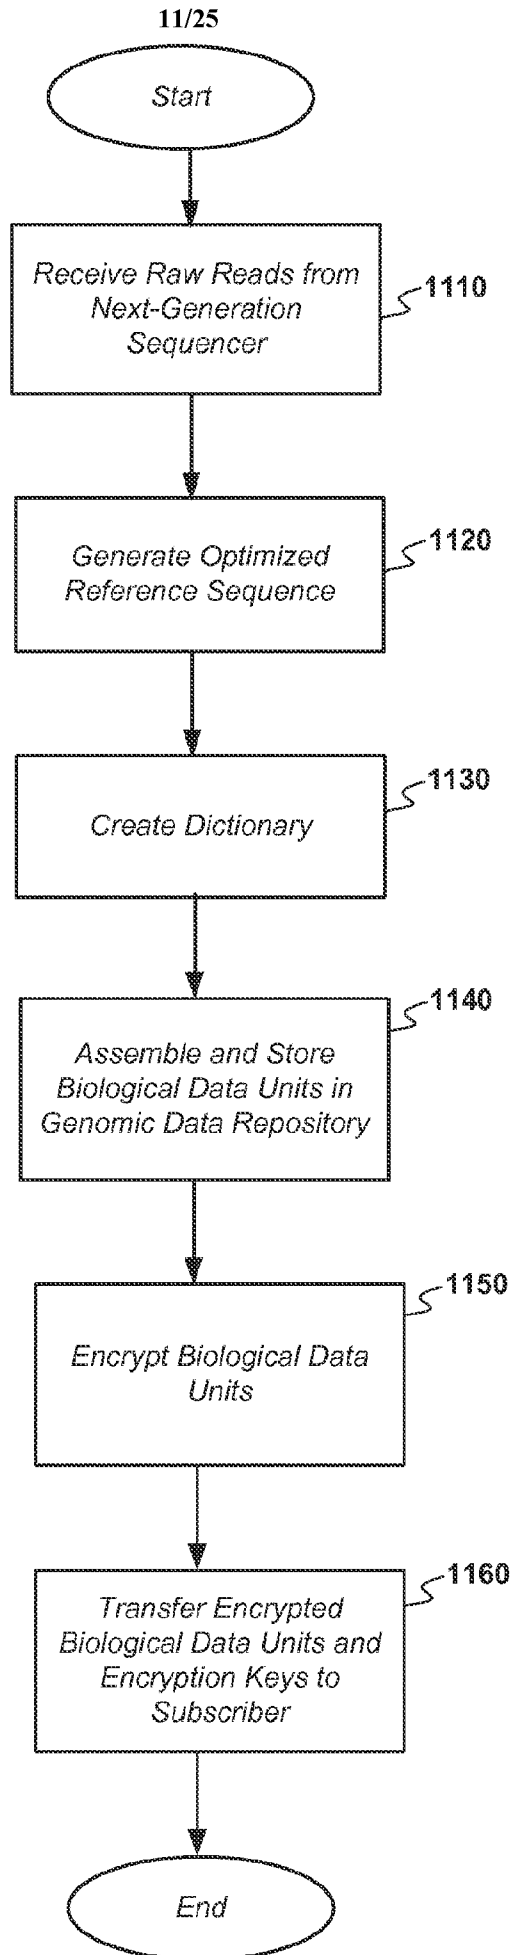 11/25
Start
Receive Raw Reads from
Next-Generation
Sequencer
1110
Generate Optimized
Reference Sequence
1120
Create Dictionary
1130
Assemble and Store
Biological Data Units in
Genomic Data Repository
1140
Encrypt Biological Data
Units
1150
Transfer Encrypted
Biological Data Units and
Encryption Keys to
Subscriber
1160
End